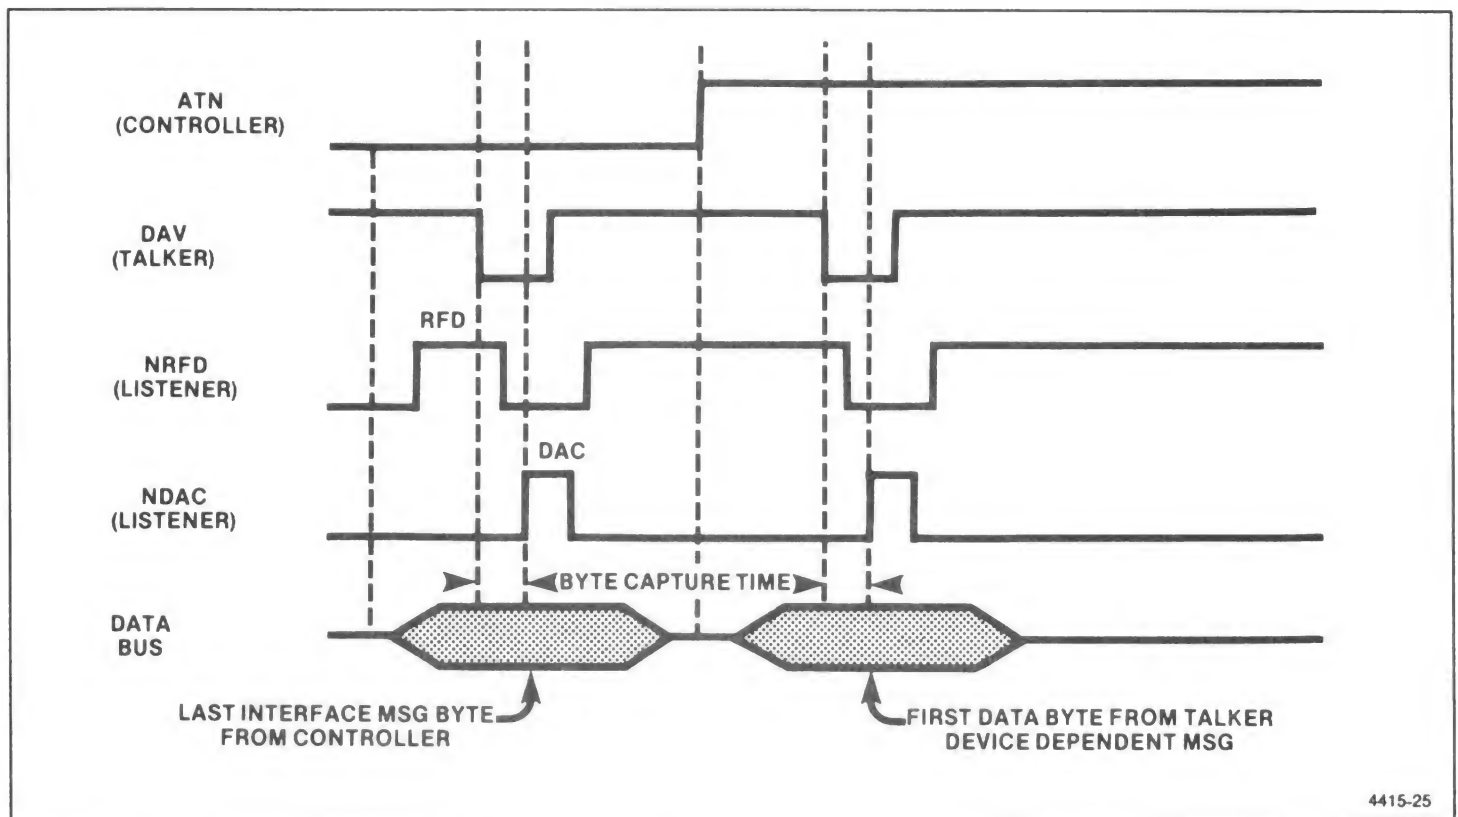 ATN
(CONTROLLER)
DAV
(TALKER)
RFD
NRFD
(LISTENER)
DAC
NDAC
(LISTENER)
BYTE CAPTURE TIME
DATA
BUS
LAST INTERFACE MSG BYTE
FROM CONTROLLER
FIRST DATA BYTE FROM TALKER
DEVICE DEPENDENT MSG
4415-25